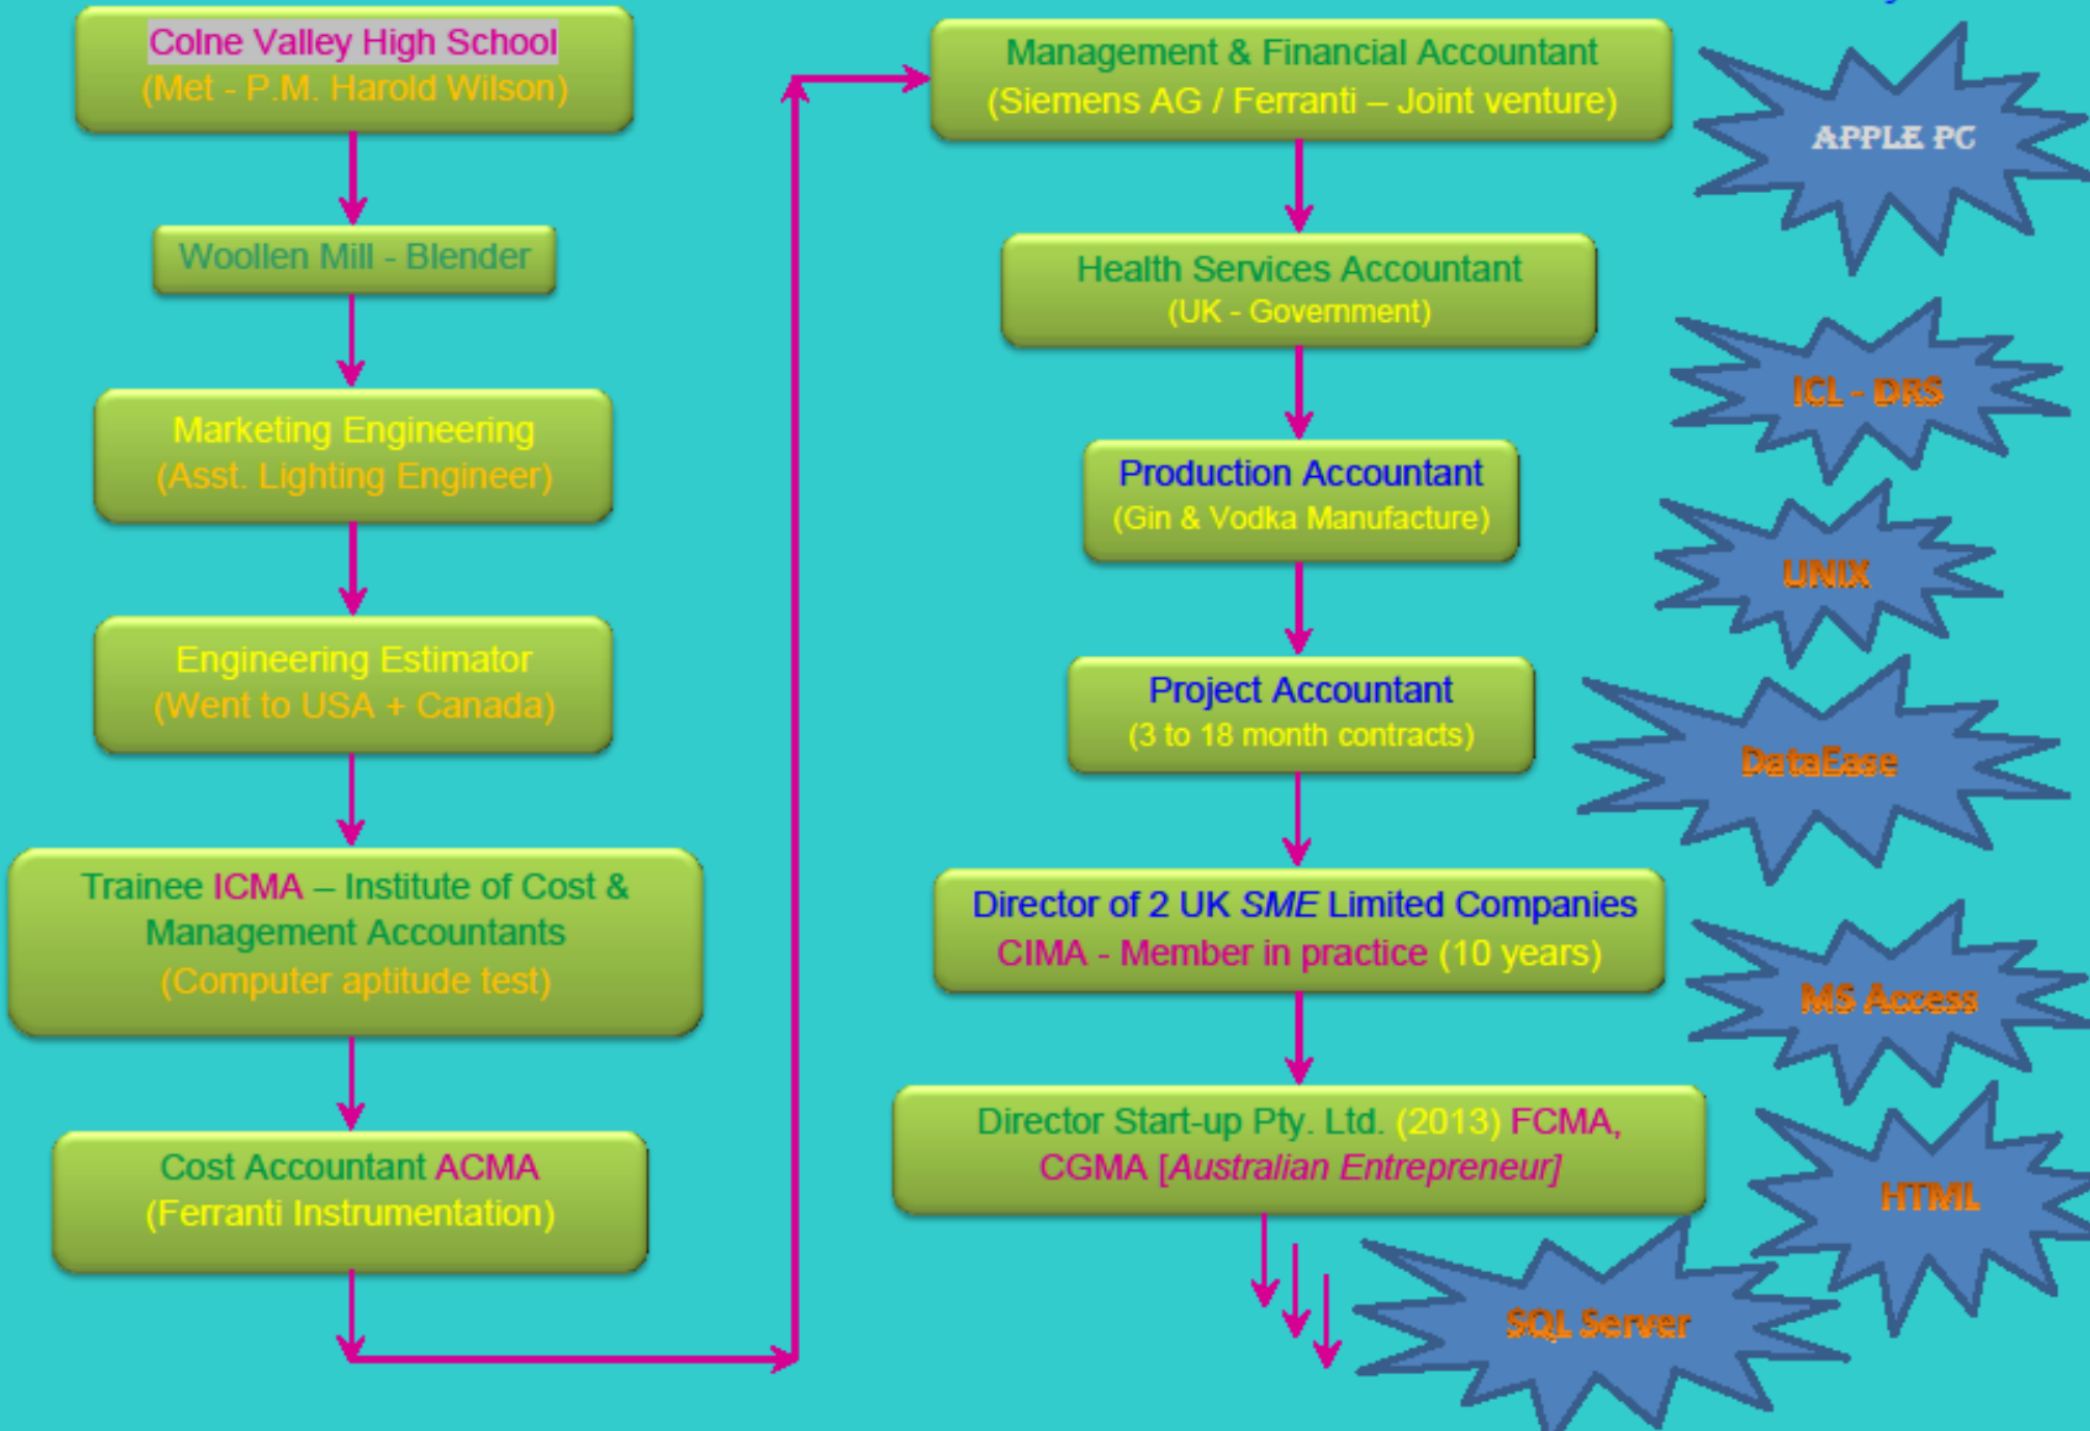 Colne Valley High School
(Met - P.M. Harold Wilson)
Woollen Mill - Blender
Marketing Engineering
(Asst. Lighting Engineer)
Engineering Estimator
(Went to USA + Canada)
Trainee ICMA – Institute of Cost &
Management Accountants
(Computer aptitude test)
Cost Accountant ACMA
(Ferranti Instrumentation)
Management & Financial Accountant
(Siemens AG / Ferranti – Joint venture)
Health Services Accountant
(UK - Government)
Production Accountant
(Gin & Vodka Manufacture)
Project Accountant
(3 to 18 month contracts)
Director of 2 UK SME Limited Companies
CIMA - Member in practice (10 years)
Director Start-up Pty. Ltd. (2013) FCMA,
CGMA [Australian Entrepreneur]
APPLE PC
ICL - DRS
UNIX
DataEase
MS Access
HTML
SQL Server